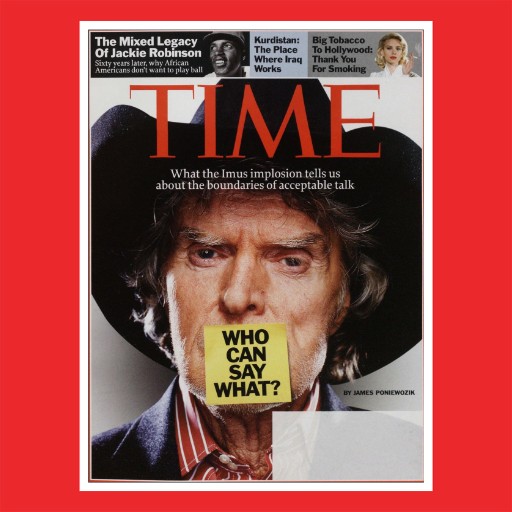 The Mixed Legacy
Of Jackie Robinson
Sixty years later, why African
Americans don't want to play ball
Kurdistan:
The Place
Where Iraq
Works
Big Tobacco
To Hollywood:
Thank You
For Smoking
TIME
What the Imus implosion tells us
about the boundaries of acceptable talk
WHO
CAN
SAY
WHAT?
BY JAMES PONIEWOZIK